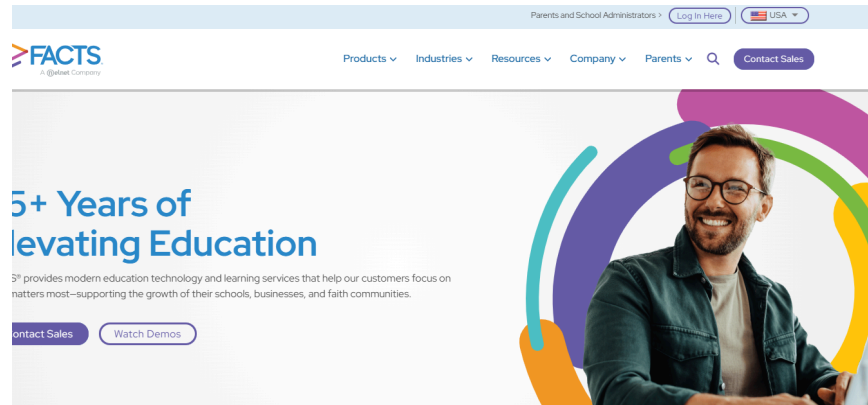 Parents and School Administrators > Log In Here USA
FACTS
A Nelnet Company
Products Industries Resources Company Parents Contact Sales
5+ Years of
levating Education
S® provides modern education technology and learning services that help our customers focus on
matters most—supporting the growth of their schools, businesses, and faith communities.
ontact Sales Watch Demos